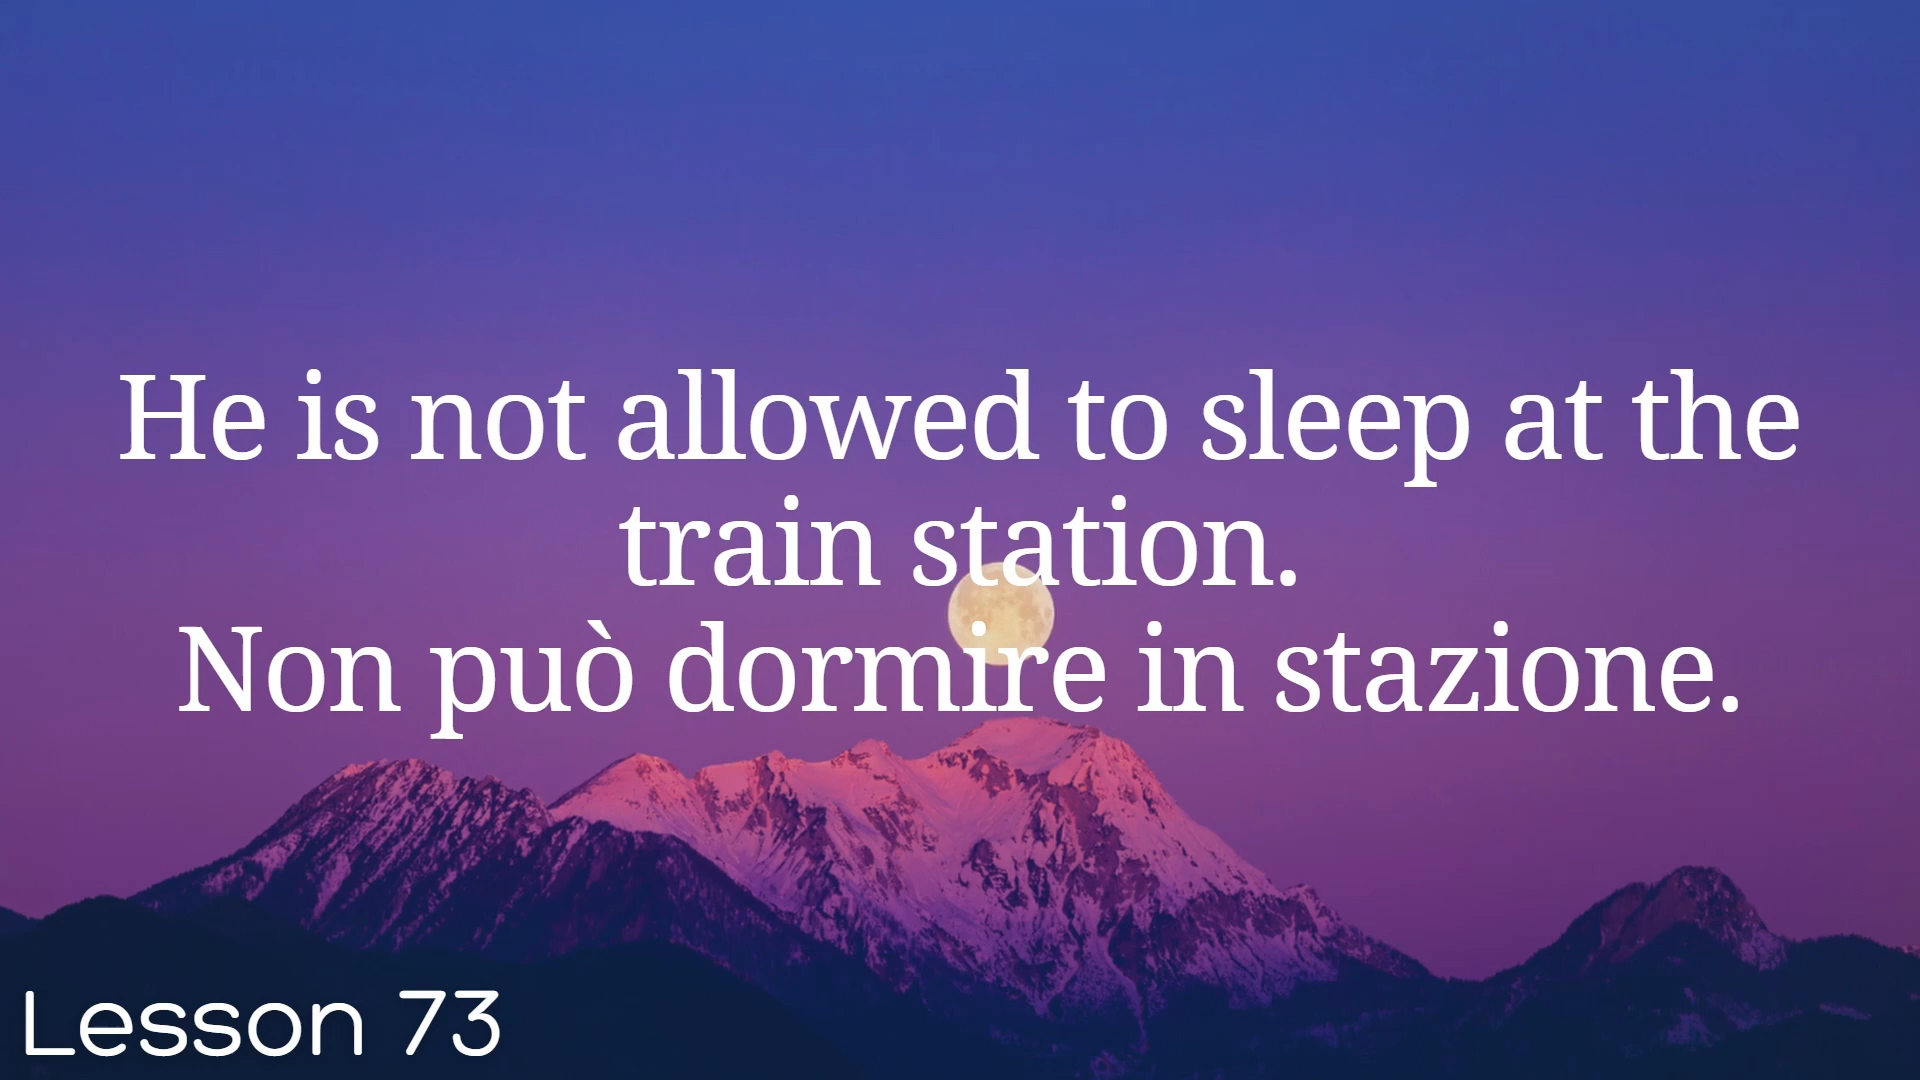 He is not allowed to sleep at the
train station.
Non può dormire in stazione.
Lesson 73